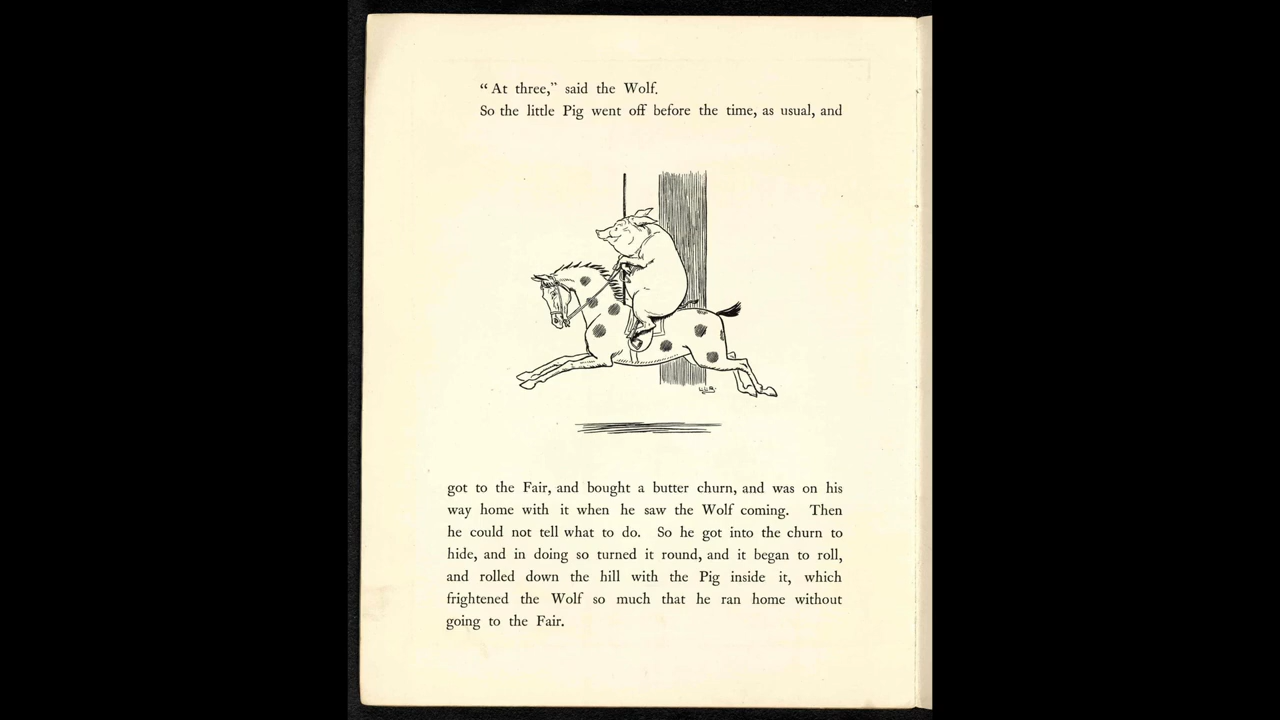 “At three,” said the Wolf.
So the little Pig went off before the time, as usual, and
L.L.B.
got to the Fair, and bought a butter churn, and was on his
way home with it when he saw the Wolf coming. Then
he could not tell what to do. So he got into the churn to
hide, and in doing so turned it round, and it began to roll,
and rolled down the hill with the Pig inside it, which
frightened the Wolf so much that he ran home without
going to the Fair.